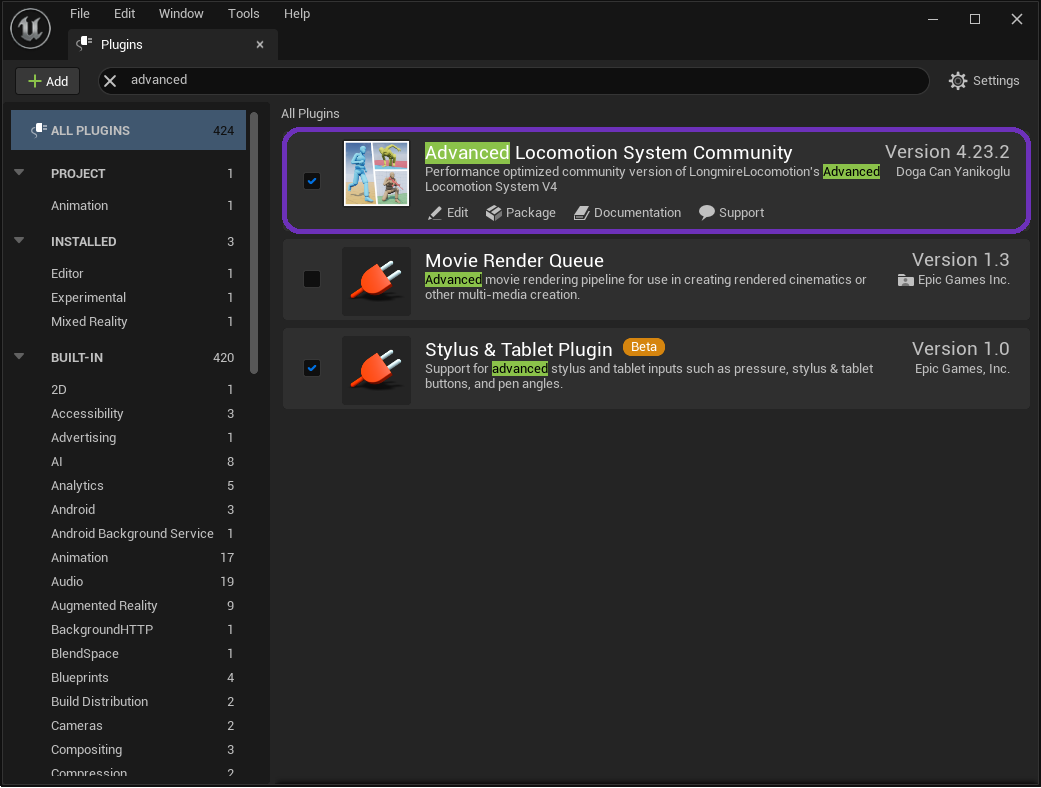 File Edit Window Tools Help
Plugins
Add advanced Settings
ALL PLUGINS 424
PROJECT 1
Animation 1
INSTALLED 3
Editor 1
Experimental 1
Mixed Reality 1
BUILT-IN 420
2D 1
Accessibility 3
Advertising 1
AI 8
Analytics 5
Android 3
Android Background Service 1
Animation 17
Audio 19
Augmented Reality 9
BackgroundHTTP 1
BlendSpace 1
Blueprints 4
Build Distribution 2
Cameras 2
Compositing 3
Compression 2
All Plugins
Advanced Locomotion System Community Version 4.23.2
Performance optimized community version of LongmireLocomotion's Advanced Doga Can Yanikoglu
Locomotion System V4
Edit Package Documentation Support
Movie Render Queue Version 1.3
Advanced movie rendering pipeline for use in creating rendered cinematics or Epic Games Inc.
other multi-media creation.
Stylus & Tablet Plugin Beta Version 1.0
Support for advanced stylus and tablet inputs such as pressure, stylus & tablet Epic Games, Inc.
buttons, and pen angles.